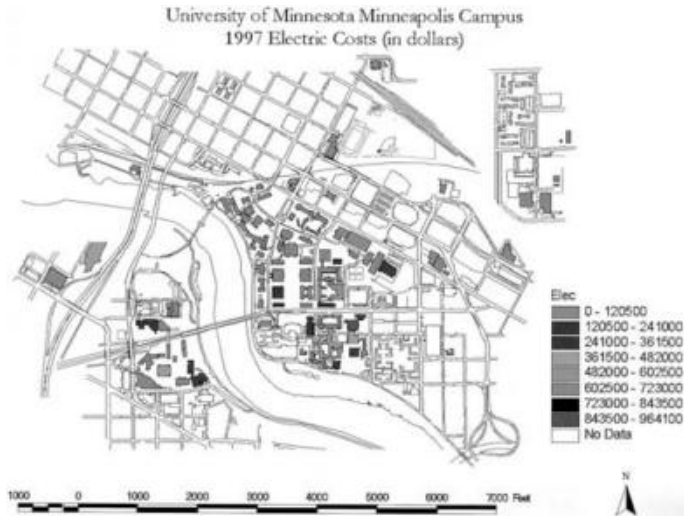 University of Minnesota Minneapolis Campus
1997 Electric Costs (in dollars)
Elec
0 - 120500
120500 - 241000
241000 - 361500
361500 - 482000
482000 - 602500
602500 - 723000
723000 - 843500
843500 - 964100
No Data
1000 0 1000 2000 3000 4000 5000 6000 7000 Feet
N